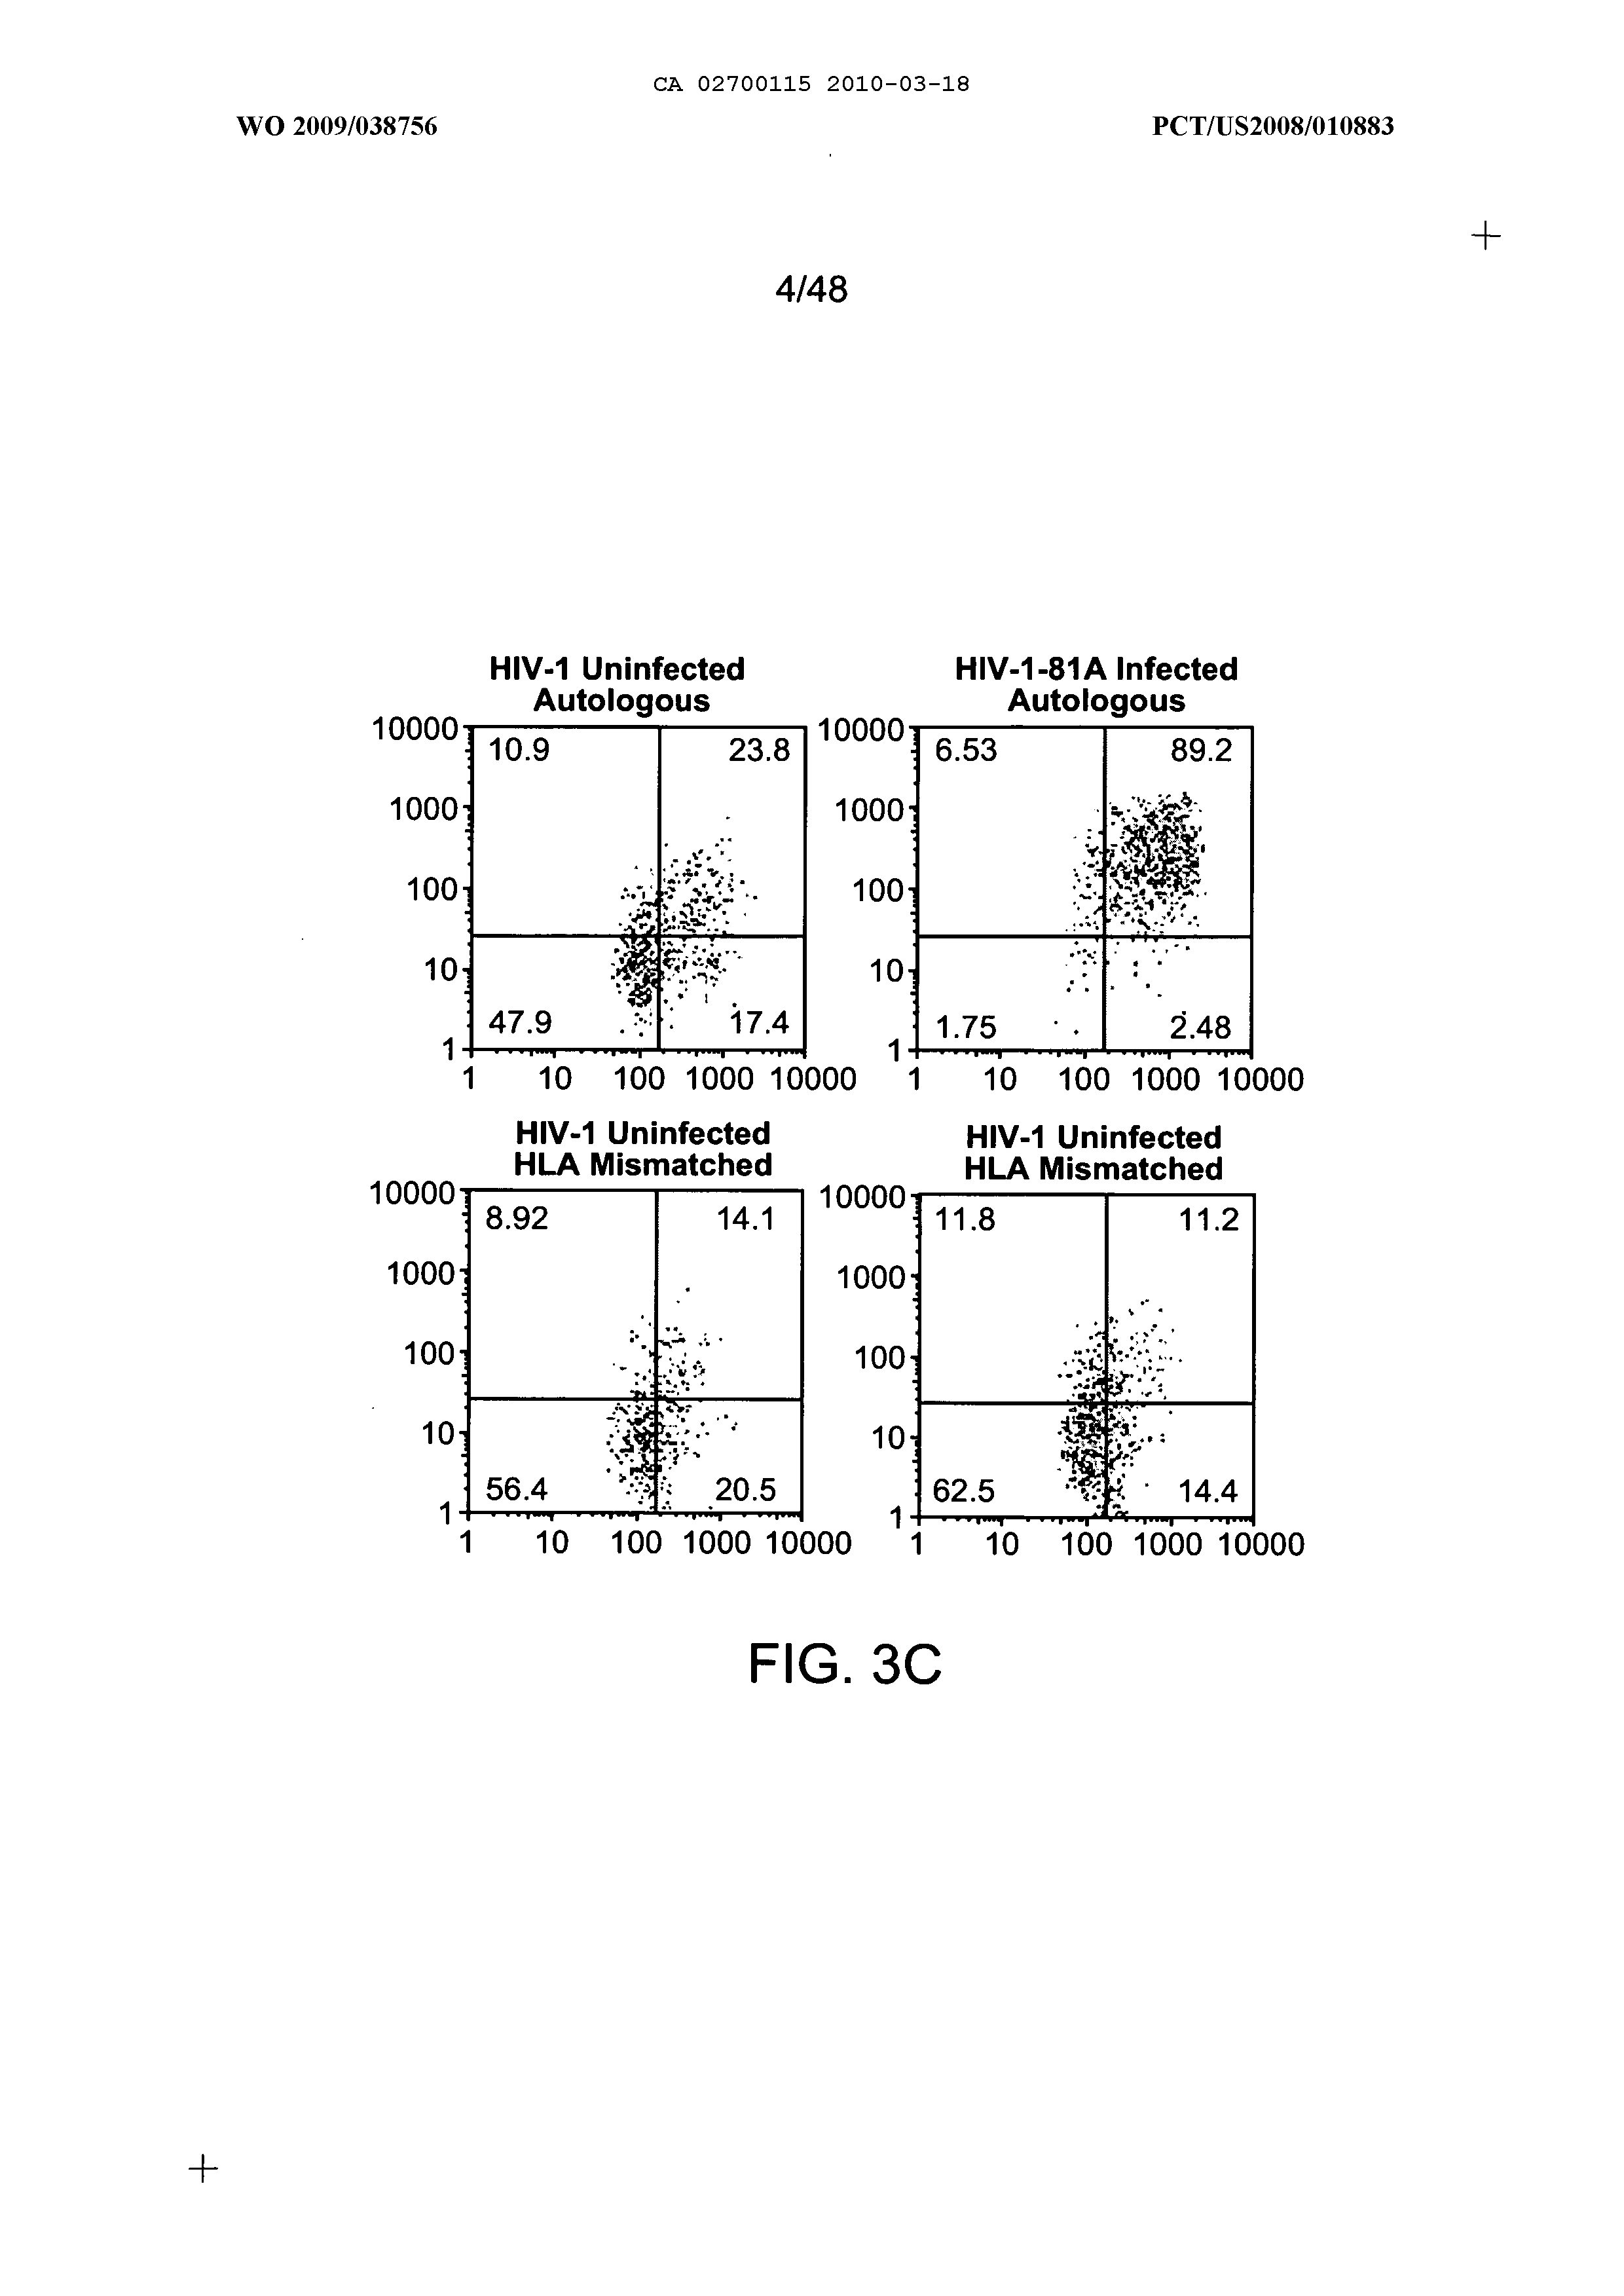 CA 02700115 2010-03-18
WO 2009/038756
PCT/US2008/010883
4/48
HIV-1 Uninfected
Autologous
10000
1000
100
10
1
10.9
23.8
47.9
17.4
1 10 100 1000 10000
HIV-1-81A Infected
Autologous
10000
1000
100
10
1
6.53
89.2
1.75
2.48
1 10 100 1000 10000
HIV-1 Uninfected
HLA Mismatched
10000
1000
100
10
1
8.92
14.1
56.4
20.5
1 10 100 1000 10000
HIV-1 Uninfected
HLA Mismatched
10000
1000
100
10
1
11.8
11.2
62.5
14.4
1 10 100 1000 10000
FIG. 3C